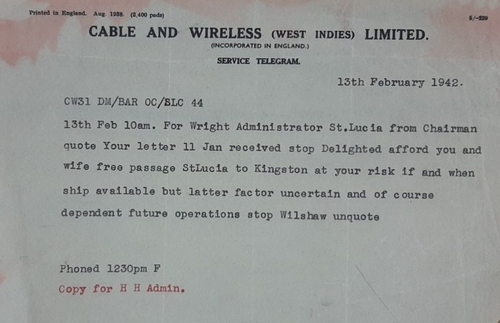 Printed in England. Aug. 1938. (2,400 pads)
5/-239
CABLE AND WIRELESS (WEST INDIES) LIMITED.
(INCORPORATED IN ENGLAND.)
SERVICE TELEGRAM.
13th February 1942.
CW31 DM/BAR OC/SLC 44
13th Feb 10am. For Wright Administrator St.Lucia from Chairman
quote Your letter 11 Jan received stop Delighted afford you and
wife free passage StLucia to Kingston at your risk if and when
ship available but latter factor uncertain and of course
dependent future operations stop Wilshaw unquote
Phoned 1230pm F
Copy for H H Admin.